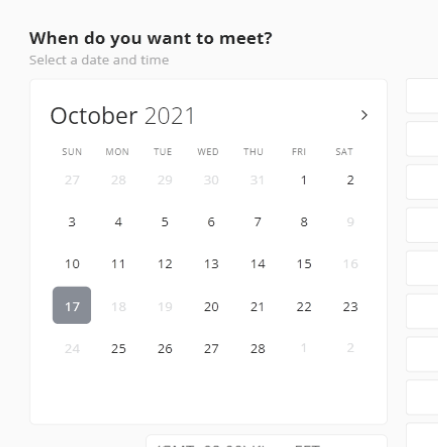 When do you want to meet?
Select a date and time
October 2021
SUN MON TUE WED THU FRI SAT
27 28 29 30 31 1 2
3 4 5 6 7 8 9
10 11 12 13 14 15 16
17 18 19 20 21 22 23
24 25 26 27 28 1 2